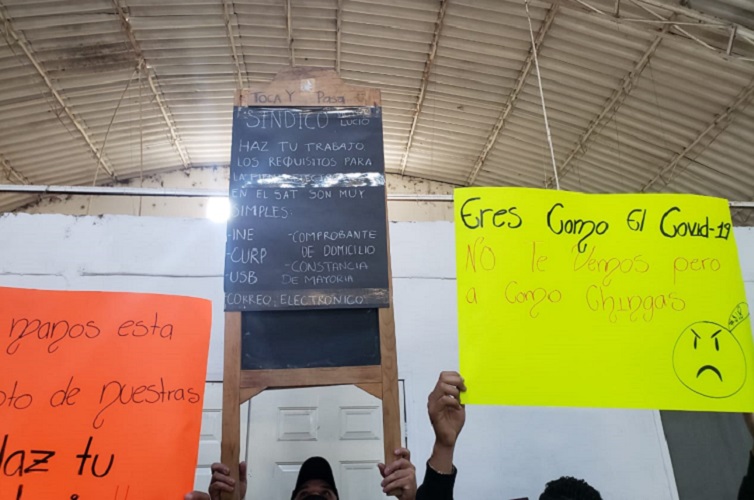 TOCA Y Pasa
SINDICO LUCIO
HAZ TU TRABAJO
LOS REQUISITOS PARA
LA
EN EL SAT SON MUY
SIMPLES:
-INE
-CURP
-USB
-COMPROBANTE
DE DOMICILIO
-CONSTANCIA
DE MAYORIA
CORREO ELECTRONICO
Eres Como El Covid-19
NO le Vemos pero
a como Chingas
manos esta
de nuestras
Haz tu